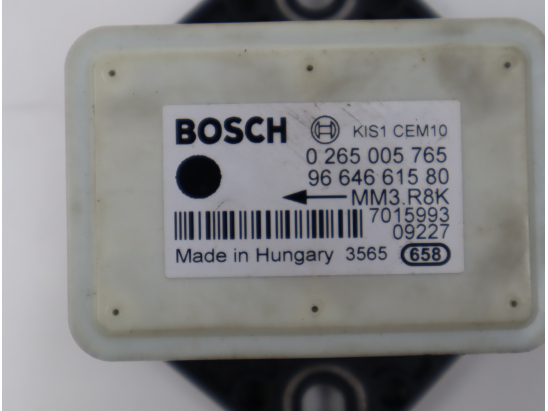 BOSCH KIS1 CEM10
0 265 005 765
96 646 615 80
MM3.R8K
7015993
09227
Made in Hungary 3565 658